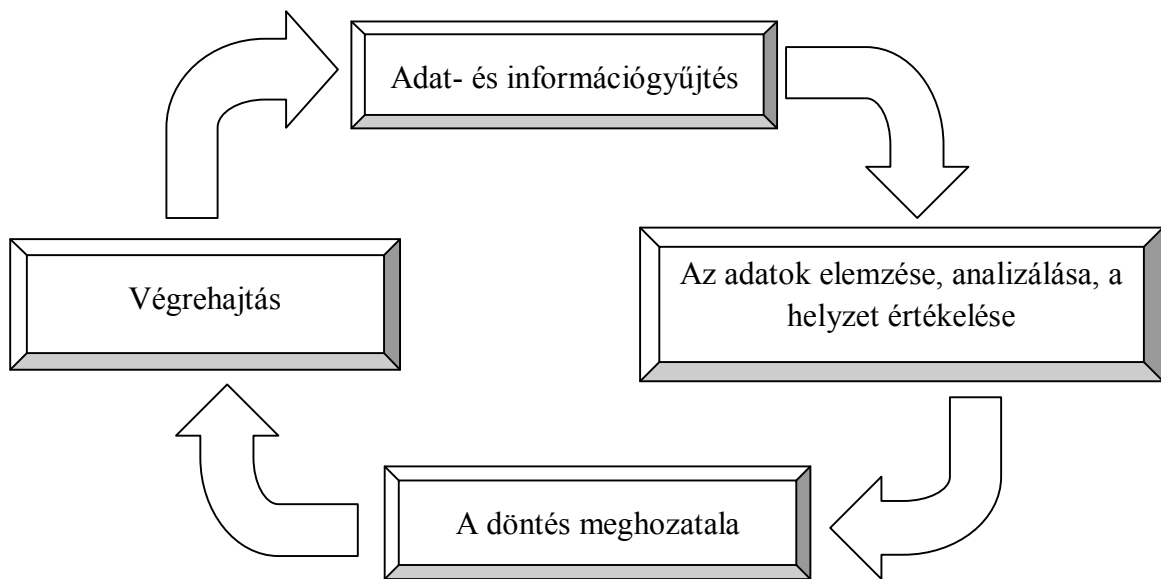 Adat- és információgyűjtés
Az adatok elemzése, analizálása, a
helyzet értékelése
A döntés meghozatala
Végrehajtás